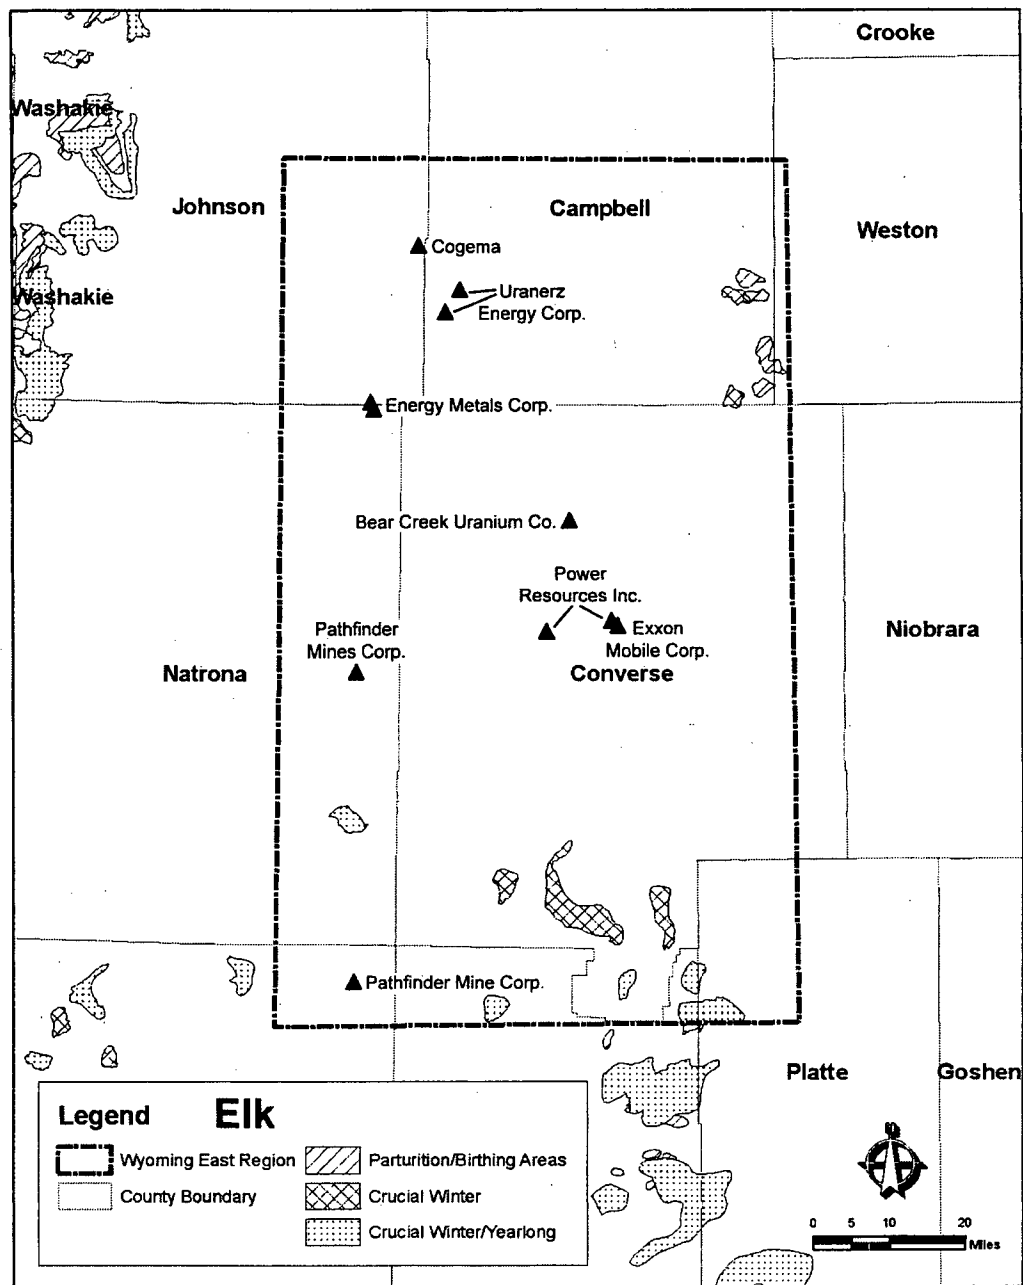 Crooke
Washakie
Johnson
Campbell
Weston
Cogema
Washakie
Uranerz
Energy Corp.
Energy Metals Corp.
Bear Creek Uranium Co.
Power
Resources Inc.
Pathfinder
Mines Corp.
Exxon
Mobile Corp.
Niobrara
Natrona
Converse
Pathfinder Mine Corp.
Platte
Goshen
Legend
Elk
Wyoming East Region
County Boundary
Parturition/Birthing Areas
Crucial Winter
Crucial Winter/Yearlong
0 5 10 20
Miles